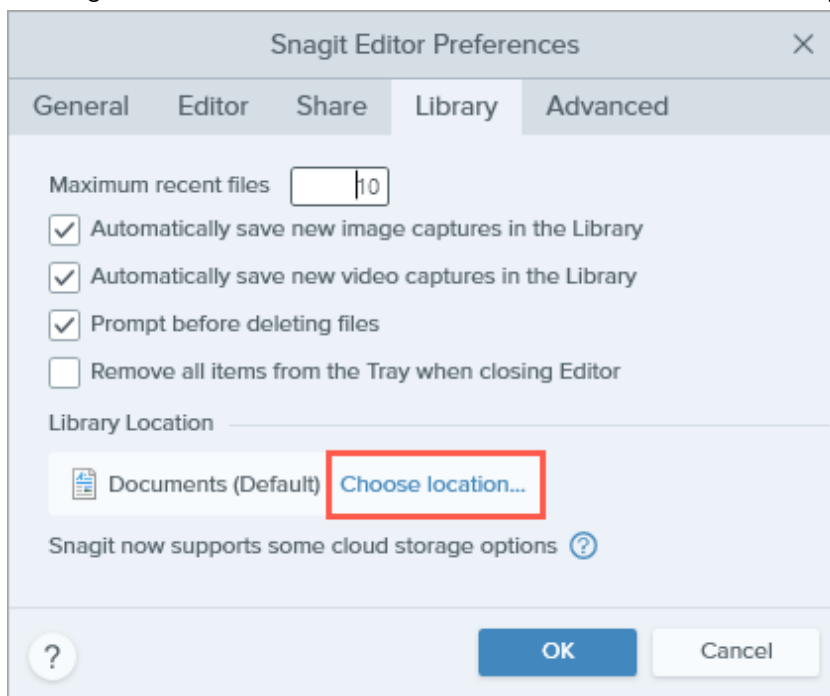 Snagit Editor Preferences
General Editor Share Library Advanced
Maximum recent files 10
Automatically save new image captures in the Library
Automatically save new video captures in the Library
Prompt before deleting files
Remove all items from the Tray when closing Editor
Library Location
Documents (Default) Choose location...
Snagit now supports some cloud storage options ?
? OK Cancel